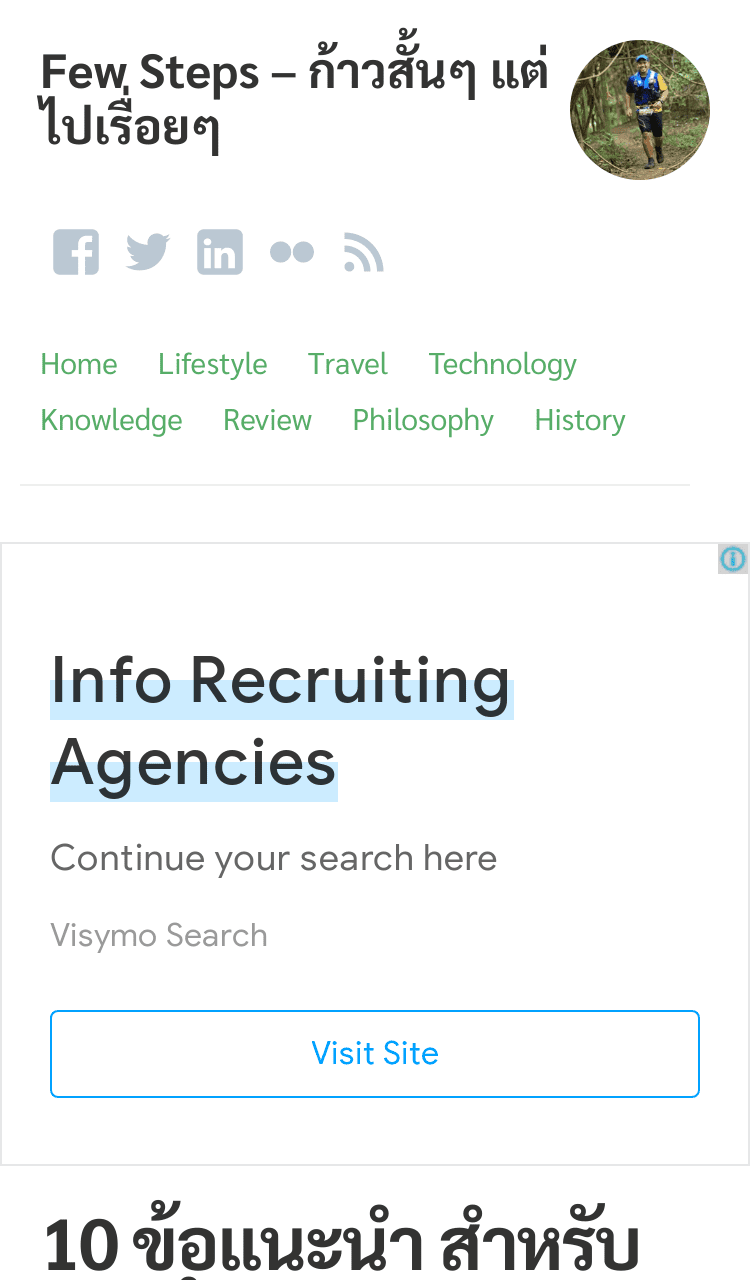 Few Steps – ก้าวสั้นๆ แต่
ไปเรื่อยๆ
Home Lifestyle Travel Technology
Knowledge Review Philosophy History
Info Recruiting
Agencies
Continue your search here
Visymo Search
Visit Site
10 ข้อแนะนำ สำหรับ